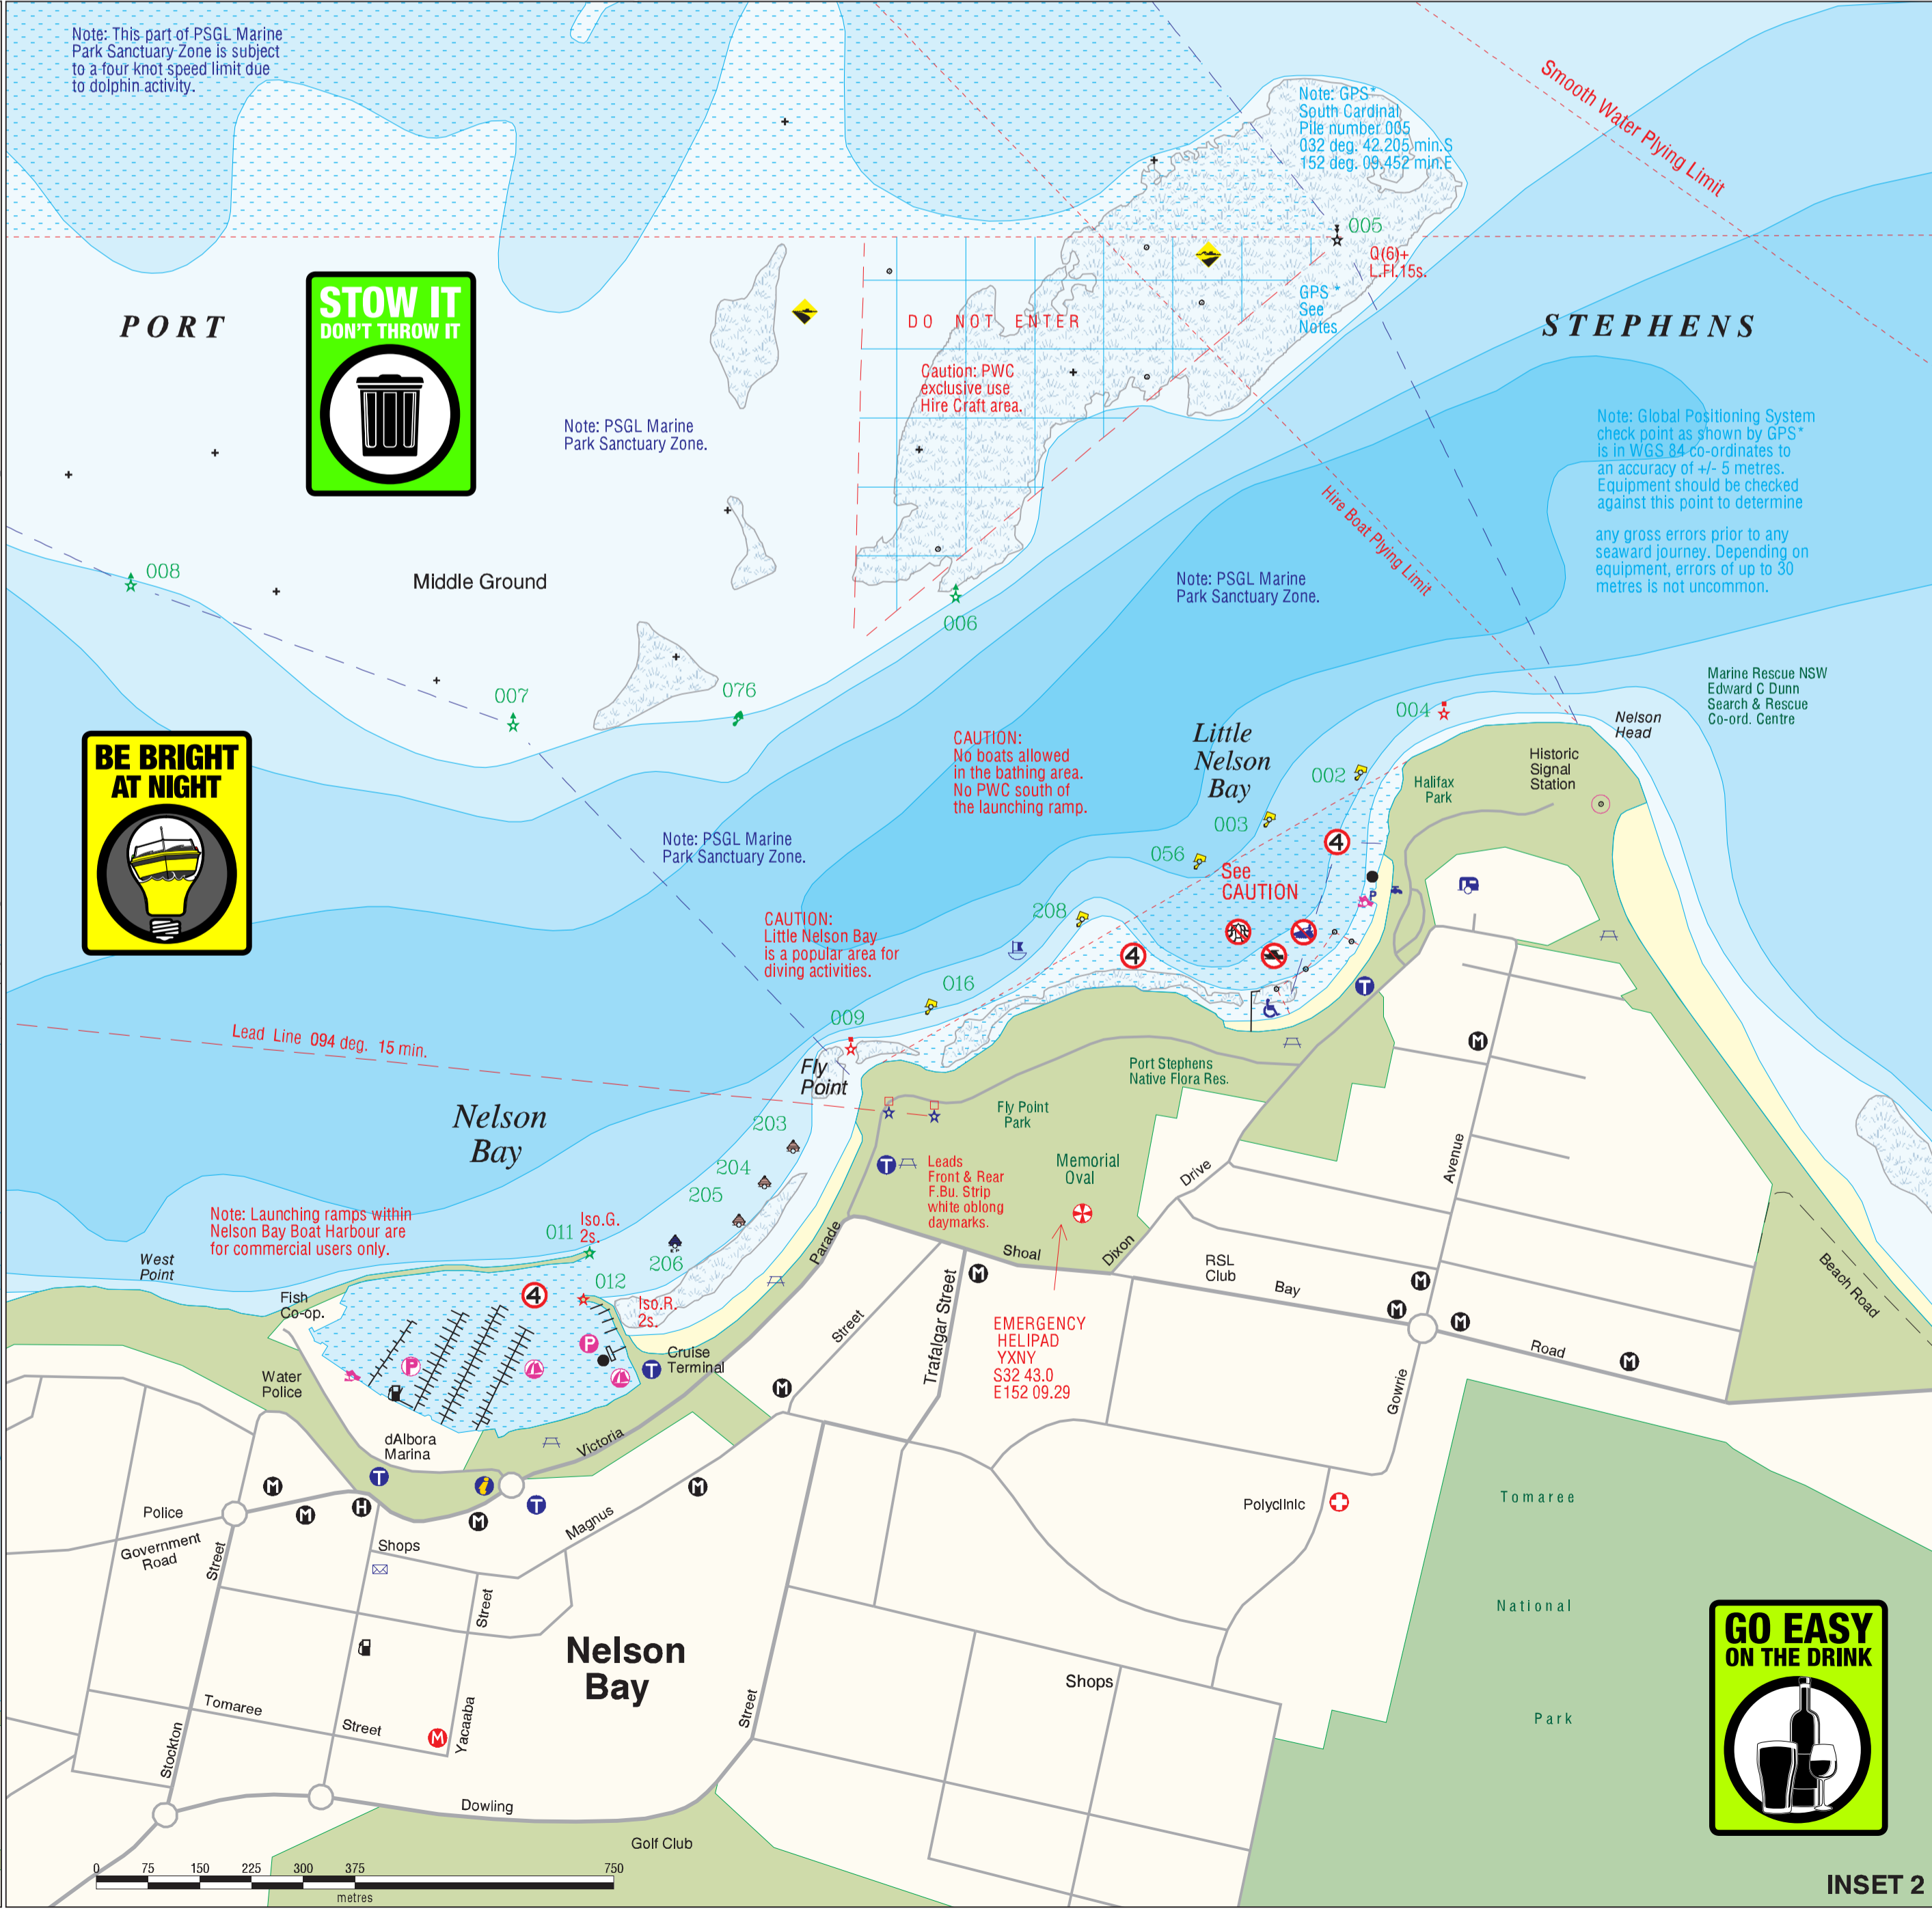 Note: This part of PSGL Marine
Park Sanctuary Zone is subject
to a four knot speed limit due
to dolphin activity.
Smooth Water Plying Limit
Note: GPS*
South Cardinal
Pile number 005
032 deg. 42.205 min.S
152 deg. 09.452 min.E
005
Q(6)+
L.Fl.15s.
GPS *
See
Notes
PORT
STEPHENS
STOW IT
DON'T THROW IT
DO NOT ENTER
Caution: PWC
exclusive use
Hire Craft area.
Note: PSGL Marine
Park Sanctuary Zone.
Note: Global Positioning System
check point as shown by GPS*
is in WGS 84 co-ordinates to
an accuracy of +/- 5 metres.
Equipment should be checked
against this point to determine
any gross errors prior to any
seaward journey. Depending on
equipment, errors of up to 30
metres is not uncommon.
Hire Boat Plying Limit
008
Middle Ground
006
Note: PSGL Marine
Park Sanctuary Zone.
007
076
004
Nelson
Head
Marine Rescue NSW
Edward C Dunn
Search & Rescue
Co-ord. Centre
BE BRIGHT
AT NIGHT
CAUTION:
No boats allowed
in the bathing area.
No PWC south of
the launching ramp.
Little
Nelson
Bay
002
003
056
Halifax
Park
Historic
Signal
Station
4
See
CAUTION
P
Note: PSGL Marine
Park Sanctuary Zone.
CAUTION:
Little Nelson Bay
is a popular area for
diving activities.
208
4
016
009
T
Lead Line 094 deg. 15 min.
Fly
Point
Port Stephens
Native Flora Res.
Fly Point
Park
M
Nelson
Bay
203
204
205
206
T
Leads
Front & Rear
F.Bu. Strip
white oblong
daymarks.
Memorial
Oval
Drive
Avenue
Note: Launching ramps within
Nelson Bay Boat Harbour are
for commercial users only.
West
Point
011
Iso.G.
2s.
012
Iso.R.
2s.
4
Fish
Co-op.
P
P
Parade
Shoal
Dixon
RSL
Club
Bay
Road
Beach Road
M
M
M
M
M
Street
Trafalgar Street
EMERGENCY
HELIPAD
YXNY
S32 43.0
E152 09.29
Gowrie
Water
Police
T
Cruise
Terminal
M
dAlbora
Marina
Victoria
T
i
T
M
M
H
M
M
Police
Government
Road
Street
Magnus
Shops
Street
Polyclinic
Tomaree
National
Park
Nelson
Bay
Shops
Tomaree
Street
M
Yacaaba
Stockton
Street
Dowling
Golf Club
GO EASY
ON THE DRINK
0 75 150 225 300 375 750
metres
INSET 2